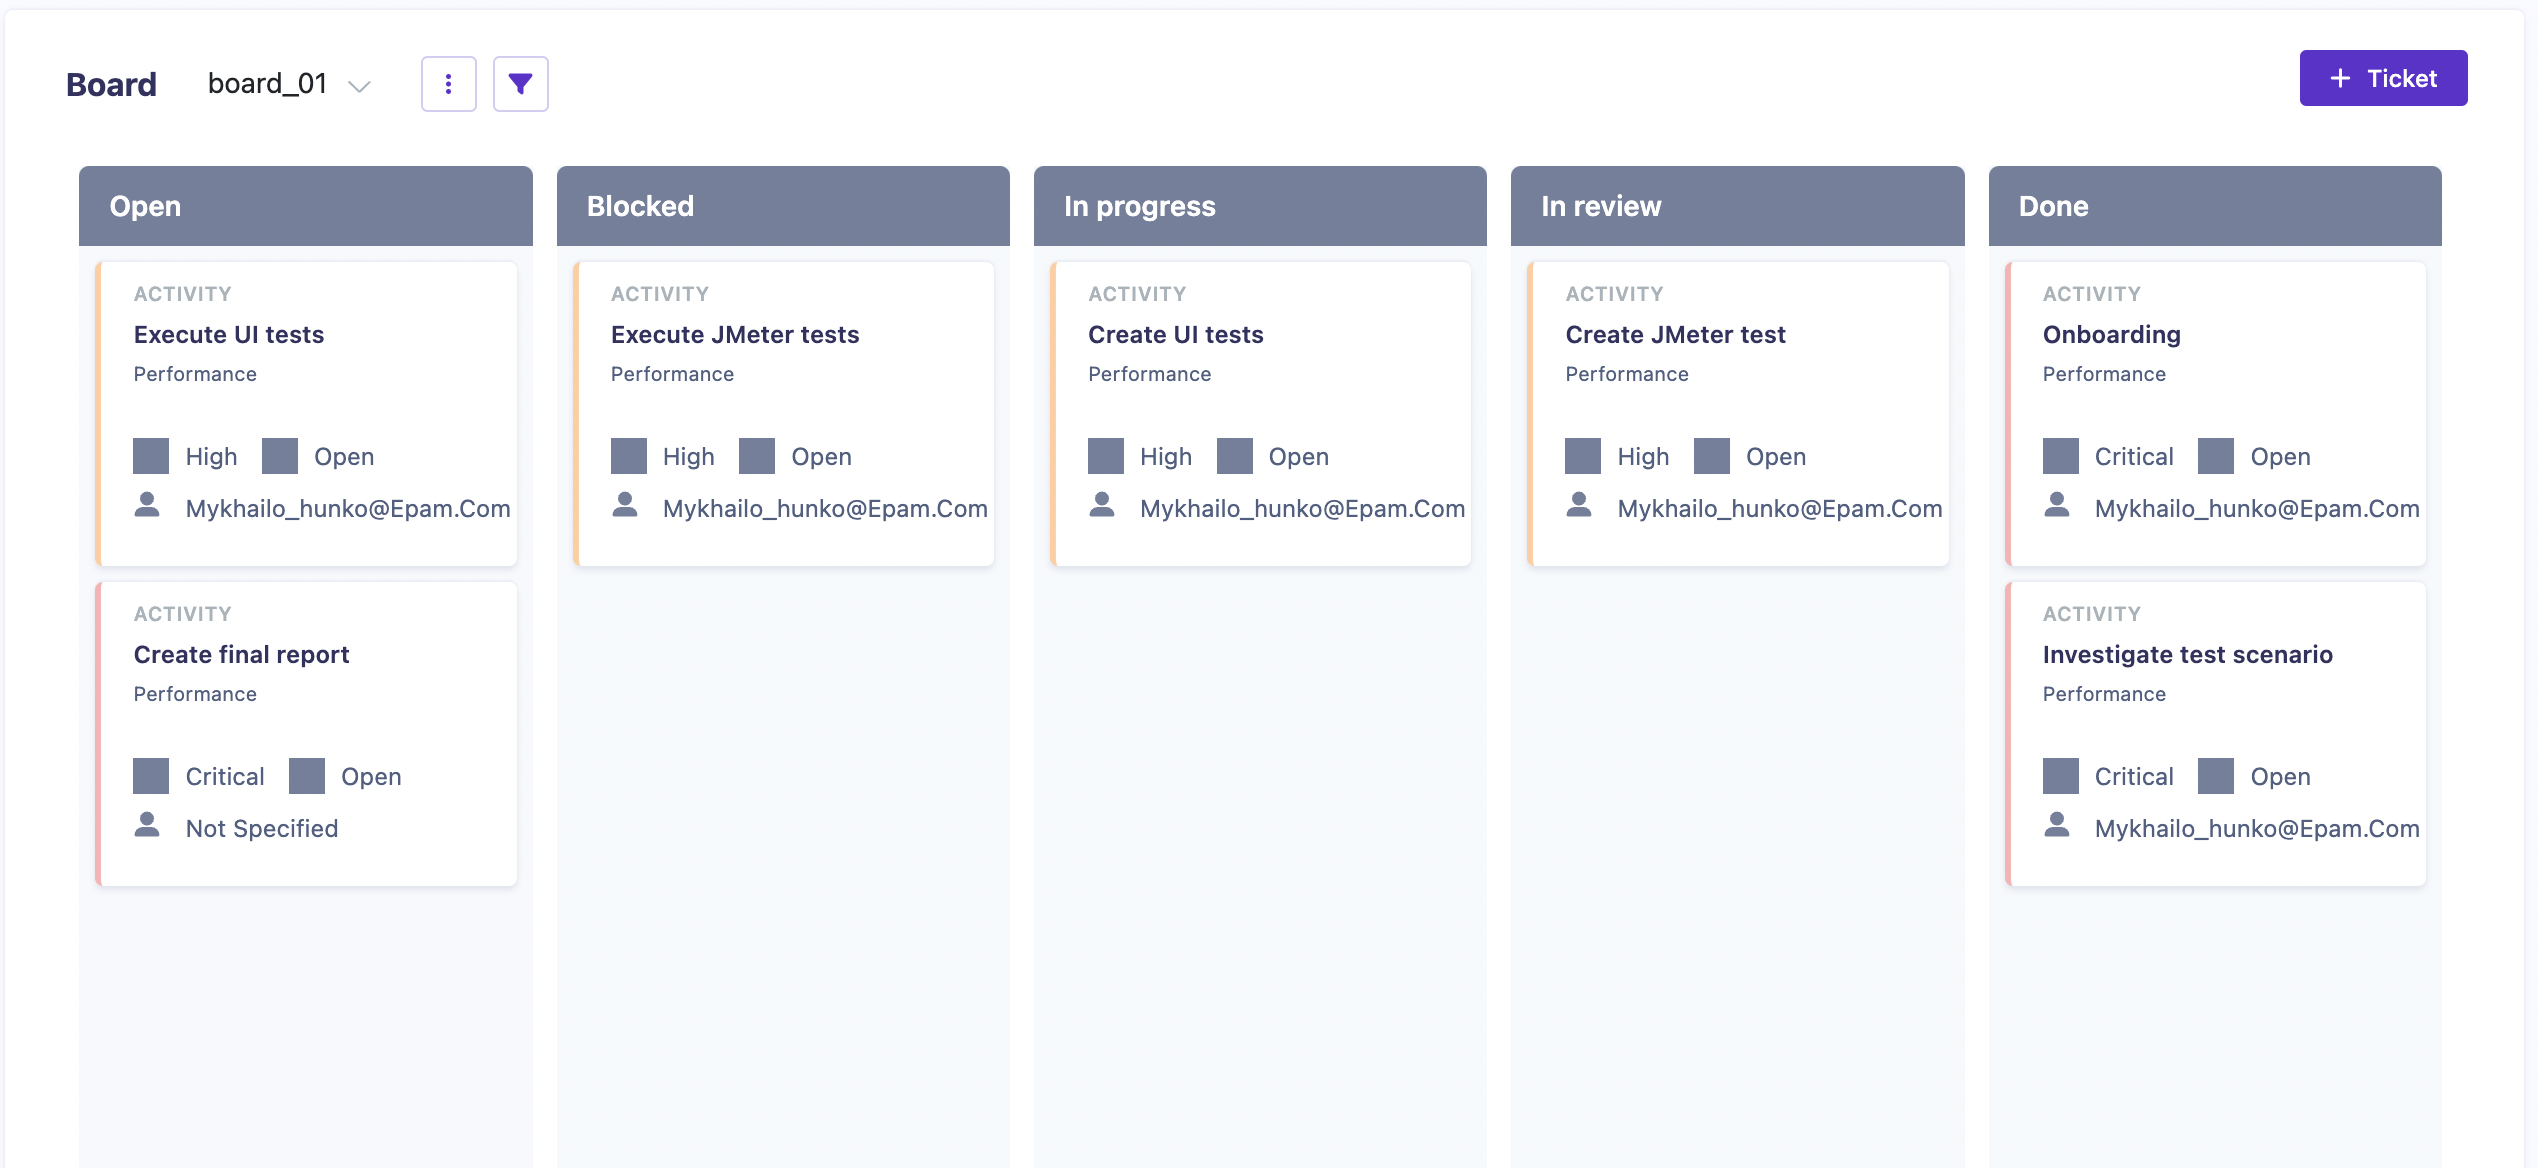 Board
board_01
Ticket
Open
ACTIVITY
Execute UI tests
Performance
High Open
Mykhailo_hunko@Epam.Com
ACTIVITY
Create final report
Performance
Critical Open
Not Specified
Blocked
ACTIVITY
Execute JMeter tests
Performance
High Open
Mykhailo_hunko@Epam.Com
In progress
ACTIVITY
Create UI tests
Performance
High Open
Mykhailo_hunko@Epam.Com
In review
ACTIVITY
Create JMeter test
Performance
High Open
Mykhailo_hunko@Epam.Com
Done
ACTIVITY
Onboarding
Performance
Critical Open
Mykhailo_hunko@Epam.Com
ACTIVITY
Investigate test scenario
Performance
Critical Open
Mykhailo_hunko@Epam.Com